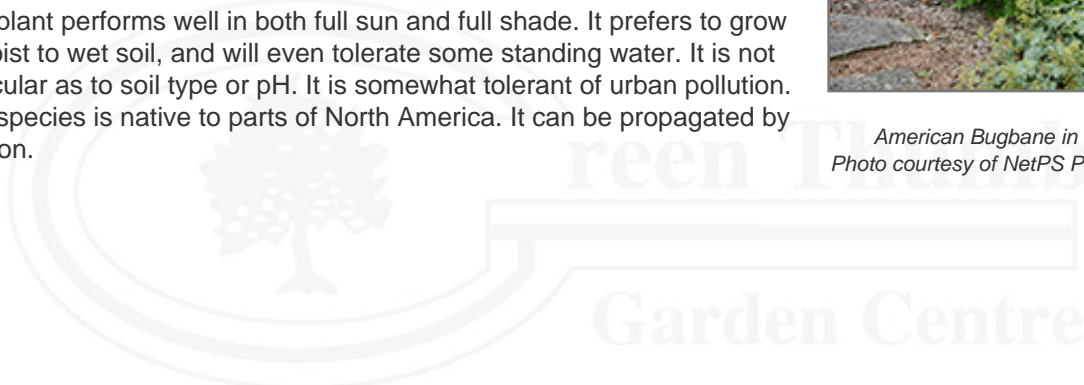 plant performs well in both full sun and full shade. It prefers to grow
to wet soil, and will even tolerate some standing water. It is not
as to soil type or pH. It is somewhat tolerant of urban pollution.
species is native to parts of North America. It can be propagated by
American Bugbane in
Photo courtesy of NetPS P
Garden Centre